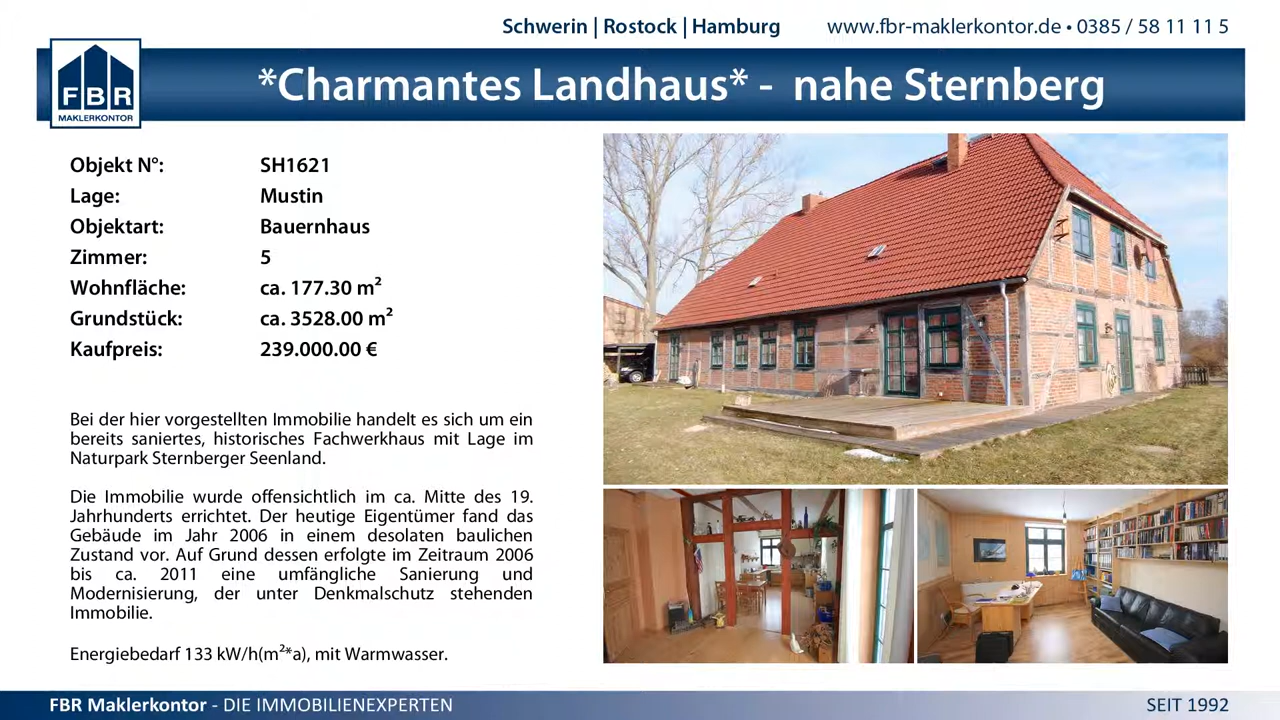 Schwerin | Rostock | Hamburg www.fbr-maklerkontor.de • 0385 / 58 11 11 5
FBR
MAKLERKONTOR
*Charmantes Landhaus* - nahe Sternberg
Objekt N°: SH1621
Lage: Mustin
Objektart: Bauernhaus
Zimmer: 5
Wohnfläche: ca. 177.30 m²
Grundstück: ca. 3528.00 m²
Kaufpreis: 239.000.00 €
Bei der hier vorgestellten Immobilie handelt es sich um ein
bereits saniertes, historisches Fachwerkhaus mit Lage im
Naturpark Sternberger Seenland.
Die Immobilie wurde offensichtlich im ca. Mitte des 19.
Jahrhunderts errichtet. Der heutige Eigentümer fand das
Gebäude im Jahr 2006 in einem desolaten baulichen
Zustand vor. Auf Grund dessen erfolgte im Zeitraum 2006
bis ca. 2011 eine umfängliche Sanierung und
Modernisierung, der unter Denkmalschutz stehenden
Immobilie.
Energiebedarf 133 kW/h(m²*a), mit Warmwasser.
FBR Maklerkontor - DIE IMMOBILIENEXPERTEN SEIT 1992